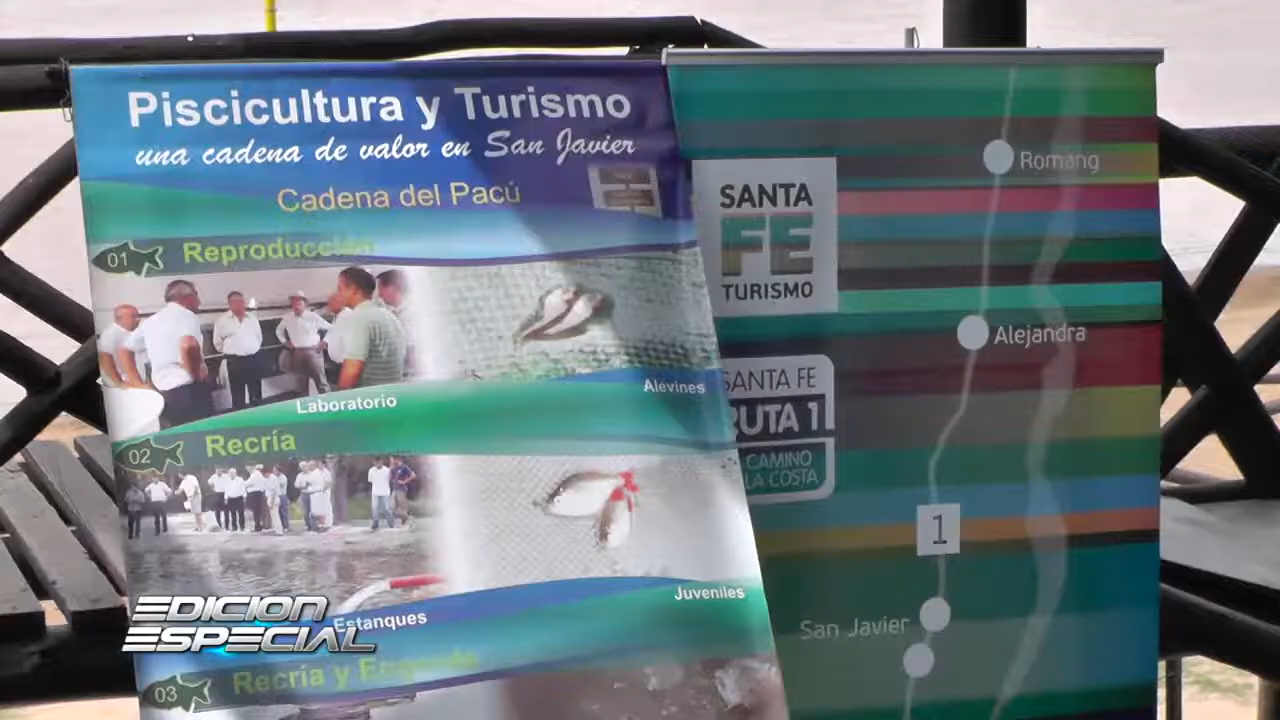 Piscicultura y Turismo
una cadena de valor en San Javier
Cadena del Pacú
01 Reproducción
Laboratorio
Alevines
02 Recría
Estanques
Juveniles
03 Recría y Engorde
SANTA
FE
TURISMO
SANTA FE
RUTA 1
CAMINO
LA COSTA
Romang
Alejandra
1
San Javier
EDICION
ESPECIAL